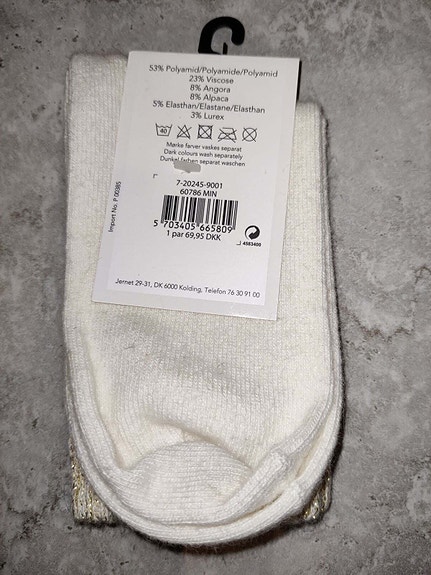 53% Polyamid/Polyamide/Polyamid
23% Viscose
8% Angora
8% Alpaca
5% Elasthan/Elastane/Elasthan
3% Lurex
40
Mørke farver vaskes separat
Dark colours wash separately
Dunkel farben separat waschen
7-20245-9001
60786 MIN
5 703405 665809
1 par 69,95 DKK
4583400
Import No. P 00385
Jernet 29-31, DK 6000 Kolding, Telefon 76 30 91 00